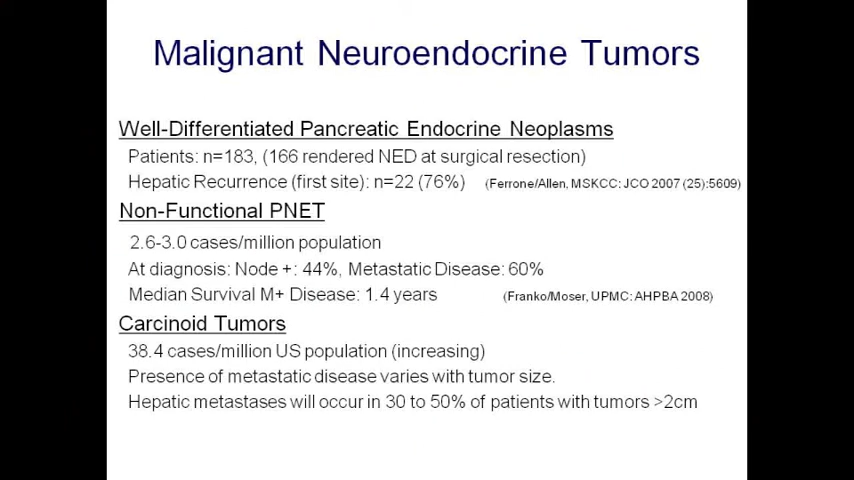 Malignant Neuroendocrine Tumors
Well-Differentiated Pancreatic Endocrine Neoplasms
Patients: n=183, (166 rendered NED at surgical resection)
Hepatic Recurrence (first site): n=22 (76%) (Ferrone/Allen, MSKCC: JCO 2007 (25):5609)
Non-Functional PNET
2.6-3.0 cases/million population
At diagnosis: Node +: 44%, Metastatic Disease: 60%
Median Survival M+ Disease: 1.4 years (Franko/Moser, UPMC: AHPBA 2008)
Carcinoid Tumors
38.4 cases/million US population (increasing)
Presence of metastatic disease varies with tumor size.
Hepatic metastases will occur in 30 to 50% of patients with tumors >2cm